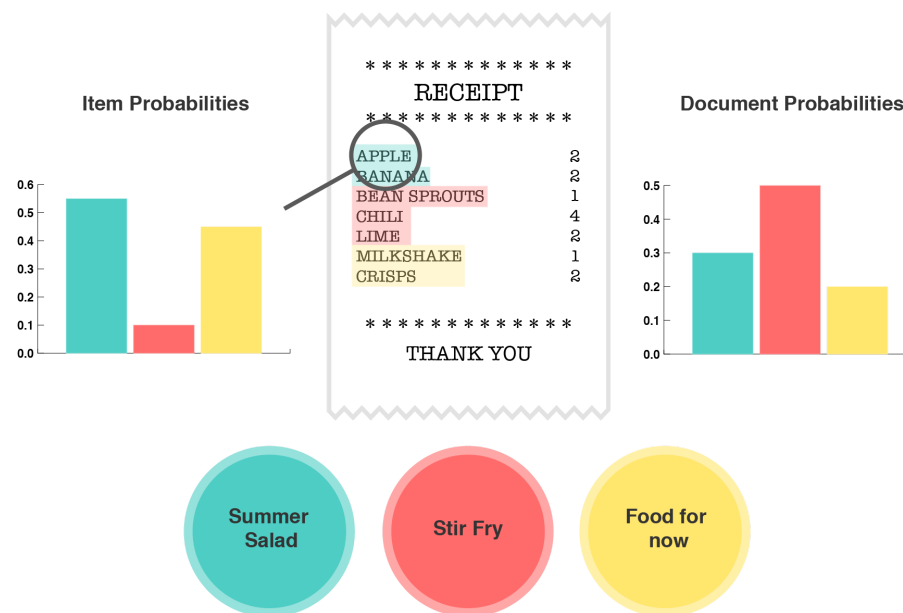 Item Probabilities
0.6
0.5
0.4
0.3
0.2
0.1
0.0
* * * * * * * * * * * * *
RECEIPT
* * * * * * * * * * * * *
APPLE 2
BANANA 2
BEAN SPROUTS 1
CHILI 4
LIME 2
MILKSHAKE 1
CRISPS 2
* * * * * * * * * * * * *
THANK YOU
Document Probabilities
0.5
0.4
0.3
0.2
0.1
0.0
Summer
Salad
Stir Fry
Food for
now